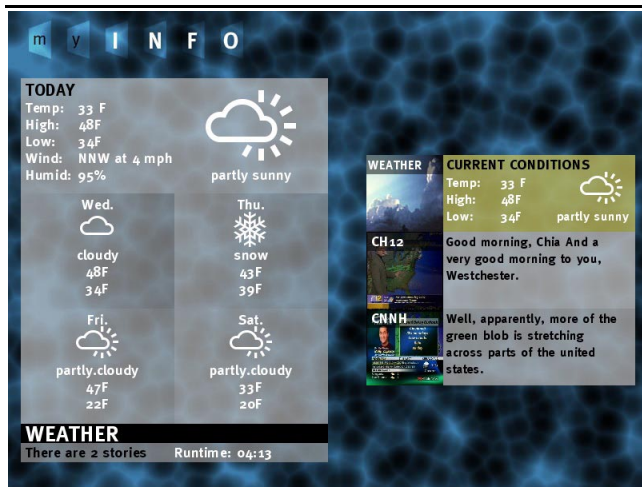 my INFO
TODAY
Temp: 33 F
High: 48F
Low: 34F
Wind: NNW at 4 mph
Humid: 95%
partly sunny
Wed.
cloudy
48F
34F
Thu.
snow
43F
39F
Fri.
partly.cloudy
47F
22F
Sat.
partly.cloudy
33F
20F
WEATHER
There are 2 stories Runtime: 04:13
WEATHER
CURRENT CONDITIONS
Temp: 33 F
High: 48F
Low: 34F
partly sunny
CH12
Good morning, Chia And a
very good morning to you,
Westchester.
CNNH
Well, apparently, more of the
green blob is stretching
across parts of the united
states.